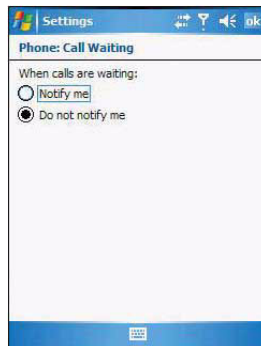 Settings
ok
Phone: Call Waiting
When calls are waiting:
Notify me
Do not notify me